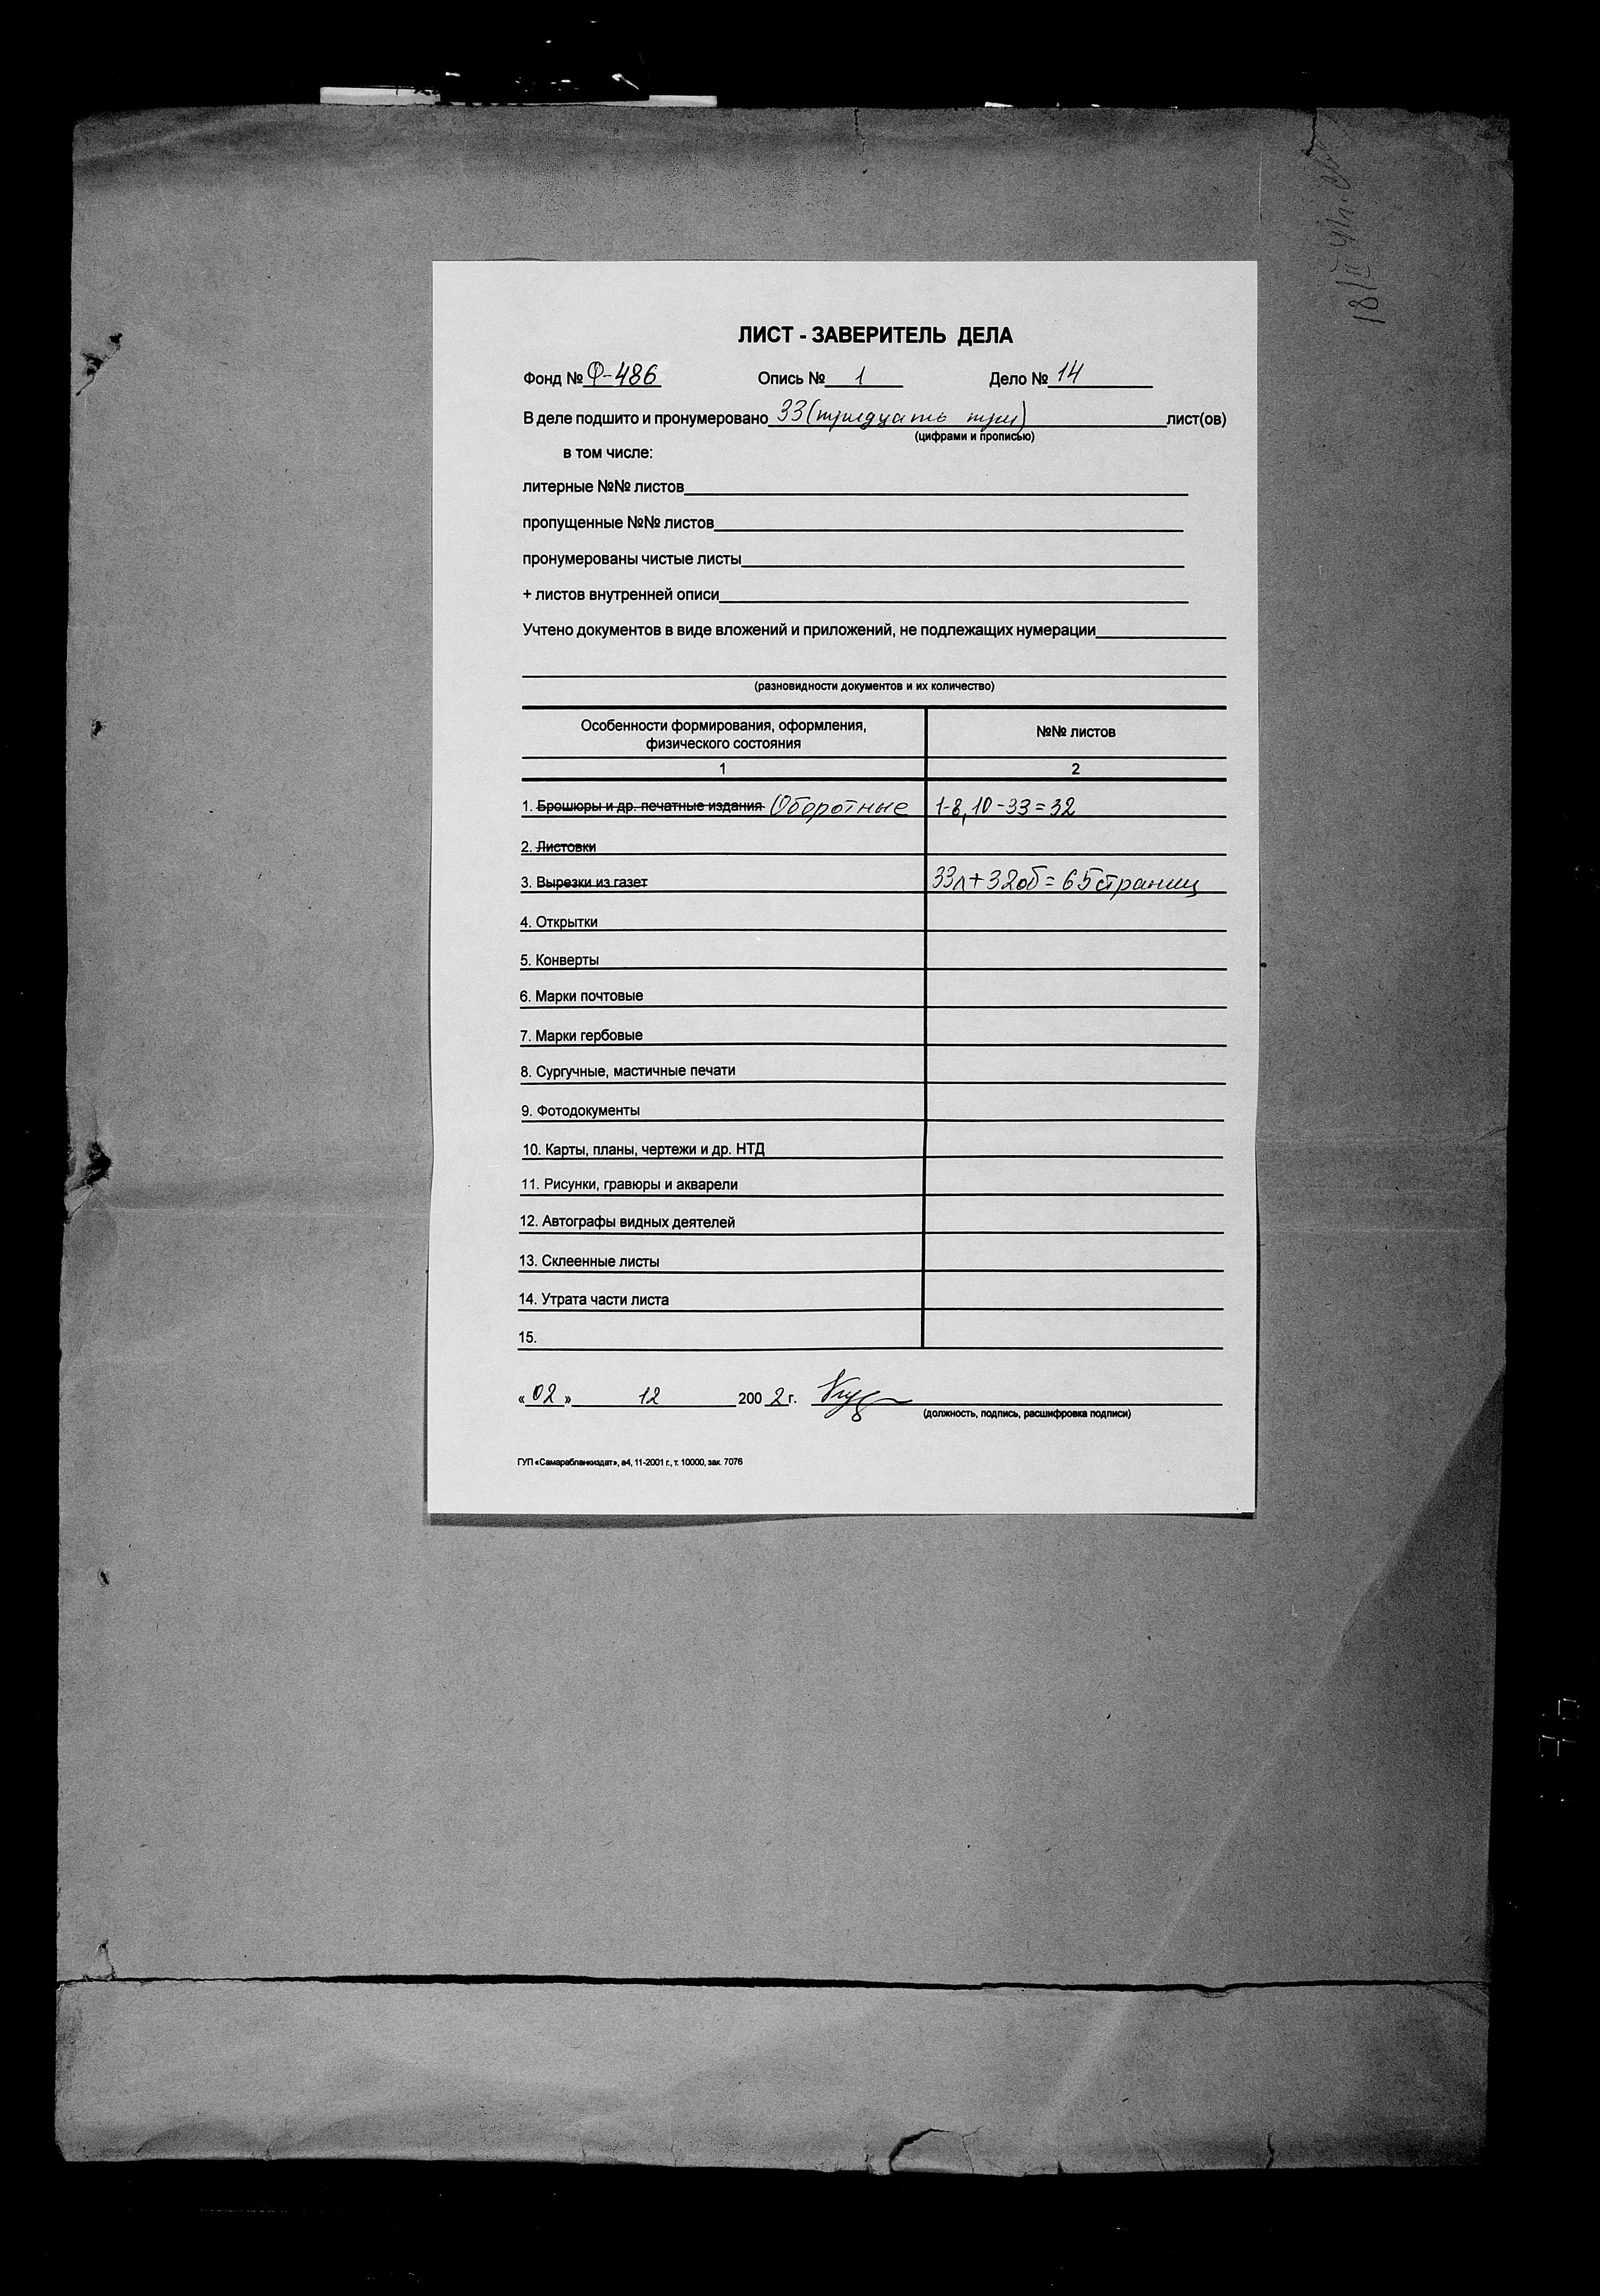 ЛИСТ - ЗАВЕРИТЕЛЬ ДЕЛА
Фонд № Ф-486 Опись № 1 Дело № 14
В деле подшито и пронумеровано 33 (тридцать три) лист(ов)
(цифрами и прописью)
в том числе:
литерные №№ листов
пропущенные №№ листов
пронумерованы чистые листы
+ листов внутренней описи
Учтено документов в виде вложений и приложений, не подлежащих нумерации
(разновидности документов и их количество)
Особенности формирования, оформления,
физического состояния
№№ листов
1 2
1. Брошюры и др. печатные издания Оборотные 1-8, 10-33=32
2. Листовки
3. Вырезки из газет 33л+32об=65страниц
4. Открытки
5. Конверты
6. Марки почтовые
7. Марки гербовые
8. Сургучные, мастичные печати
9. Фотодокументы
10. Карты, планы, чертежи и др. НТД
11. Рисунки, гравюры и акварели
12. Автографы видных деятелей
13. Склеенные листы
14. Утрата части листа
15.
«02» 12 2002 г.
(должность, подпись, расшифровка подписи)
ГУП «Самарабланкиздат», а4, 11-2001 г., т. 10000, зак. 7076